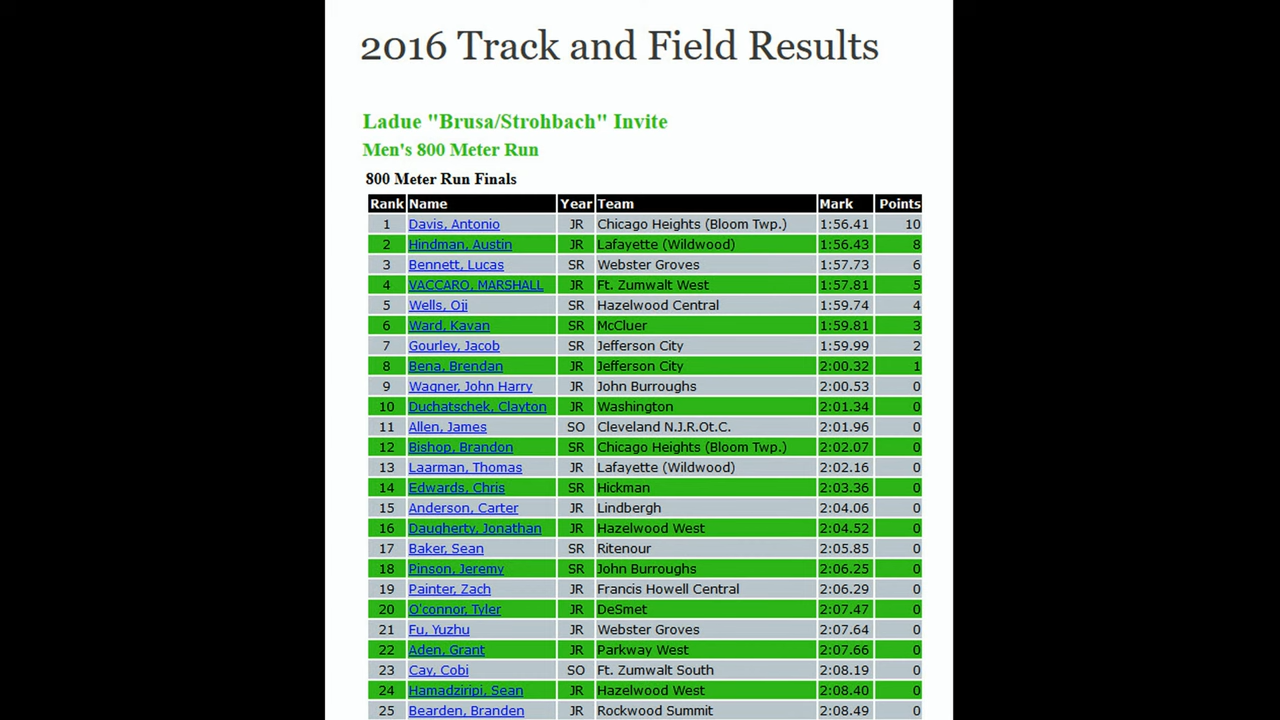 2016 Track and Field Results
Ladue "Brusa/Strohbach" Invite
Men's 800 Meter Run
800 Meter Run Finals
Rank Name Year Team Mark Points
1 Davis, Antonio JR Chicago Heights (Bloom Twp.) 1:56.41 10
2 Hindman, Austin JR Lafayette (Wildwood) 1:56.43 8
3 Bennett, Lucas SR Webster Groves 1:57.73 6
4 VACCARO, MARSHALL JR Ft. Zumwalt West 1:57.81 5
5 Wells, Oji SR Hazelwood Central 1:59.74 4
6 Ward, Kavan SR McCluer 1:59.81 3
7 Gourley, Jacob SR Jefferson City 1:59.99 2
8 Bena, Brendan JR Jefferson City 2:00.32 1
9 Wagner, John Harry JR John Burroughs 2:00.53 0
10 Duchatschek, Clayton JR Washington 2:01.34 0
11 Allen, James SO Cleveland N.J.R.Ot.C. 2:01.96 0
12 Bishop, Brandon SR Chicago Heights (Bloom Twp.) 2:02.07 0
13 Laarman, Thomas JR Lafayette (Wildwood) 2:02.16 0
14 Edwards, Chris SR Hickman 2:03.36 0
15 Anderson, Carter JR Lindbergh 2:04.06 0
16 Daugherty, Jonathan JR Hazelwood West 2:04.52 0
17 Baker, Sean SR Ritenour 2:05.85 0
18 Pinson, Jeremy SR John Burroughs 2:06.25 0
19 Painter, Zach JR Francis Howell Central 2:06.29 0
20 O'connor, Tyler JR DeSmet 2:07.47 0
21 Fu, Yuzhu JR Webster Groves 2:07.64 0
22 Aden, Grant JR Parkway West 2:07.66 0
23 Cay, Cobi SO Ft. Zumwalt South 2:08.19 0
24 Hamadziripi, Sean JR Hazelwood West 2:08.40 0
25 Bearden, Branden JR Rockwood Summit 2:08.49 0